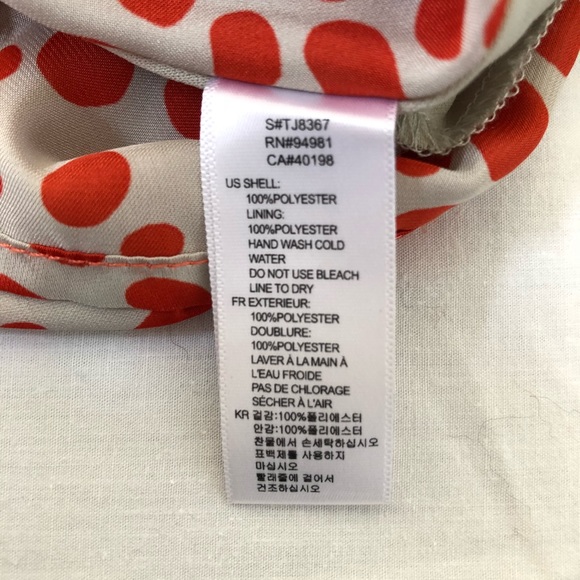 S#TJ8367
RN#94981
CA#40198
US SHELL:
100%POLYESTER
LINING:
100%POLYESTER
HAND WASH COLD
WATER
DO NOT USE BLEACH
LINE TO DRY
FR EXTERIEUR:
100%POLYESTER
DOUBLURE:
100%POLYESTER
LAVER À LA MAIN À
L'EAU FROIDE
PAS DE CHLORAGE
SÉCHER À L'AIR
KR 겉감:100%폴리에스터
안감:100%폴리에스터
찬물에서 손세탁하십시오
표백제를 사용하지
마십시오
빨래줄에 걸어서
건조하십시오